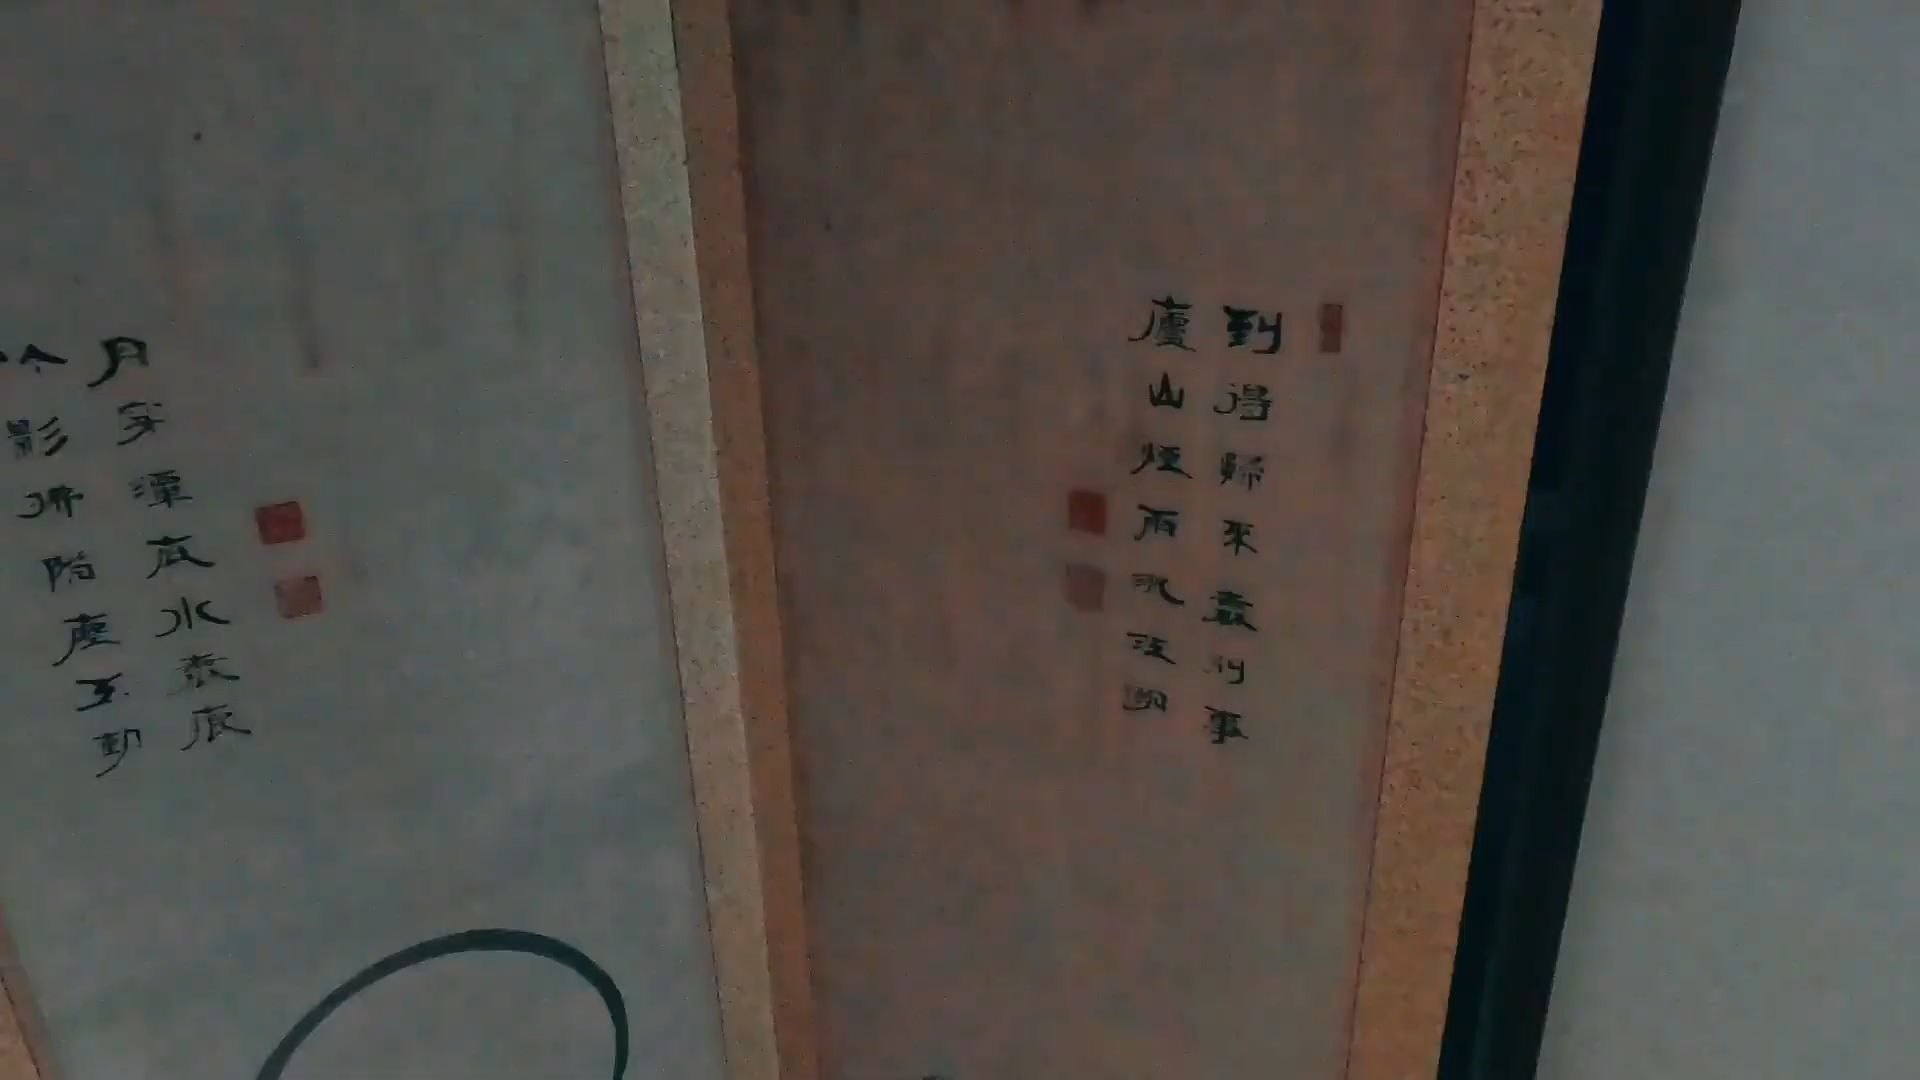 到得歸來無別事
廬山煙雨浙江潮
竹影掃階塵不動
月穿潭底水無痕